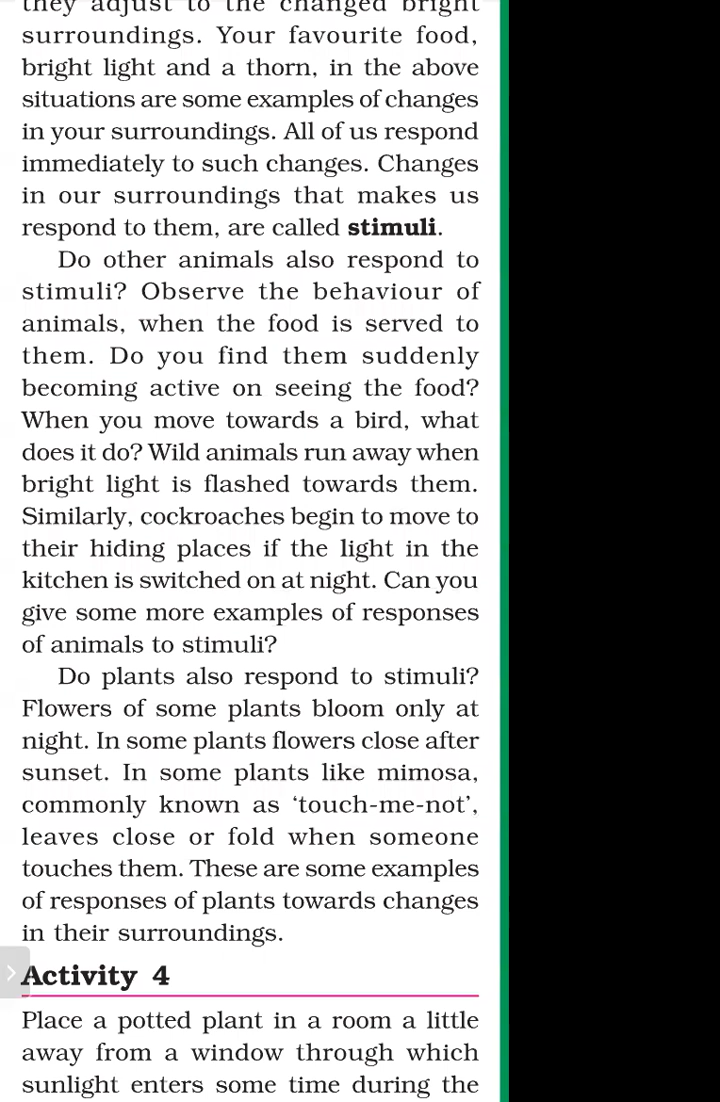 they adjust to the changed bright
surroundings. Your favourite food,
bright light and a thorn, in the above
situations are some examples of changes
in your surroundings. All of us respond
immediately to such changes. Changes
in our surroundings that makes us
respond to them, are called stimuli.
Do other animals also respond to
stimuli? Observe the behaviour of
animals, when the food is served to
them. Do you find them suddenly
becoming active on seeing the food?
When you move towards a bird, what
does it do? Wild animals run away when
bright light is flashed towards them.
Similarly, cockroaches begin to move to
their hiding places if the light in the
kitchen is switched on at night. Can you
give some more examples of responses
of animals to stimuli?
Do plants also respond to stimuli?
Flowers of some plants bloom only at
night. In some plants flowers close after
sunset. In some plants like mimosa,
commonly known as ‘touch-me-not’,
leaves close or fold when someone
touches them. These are some examples
of responses of plants towards changes
in their surroundings.
Activity 4
Place a potted plant in a room a little
away from a window through which
sunlight enters some time during the